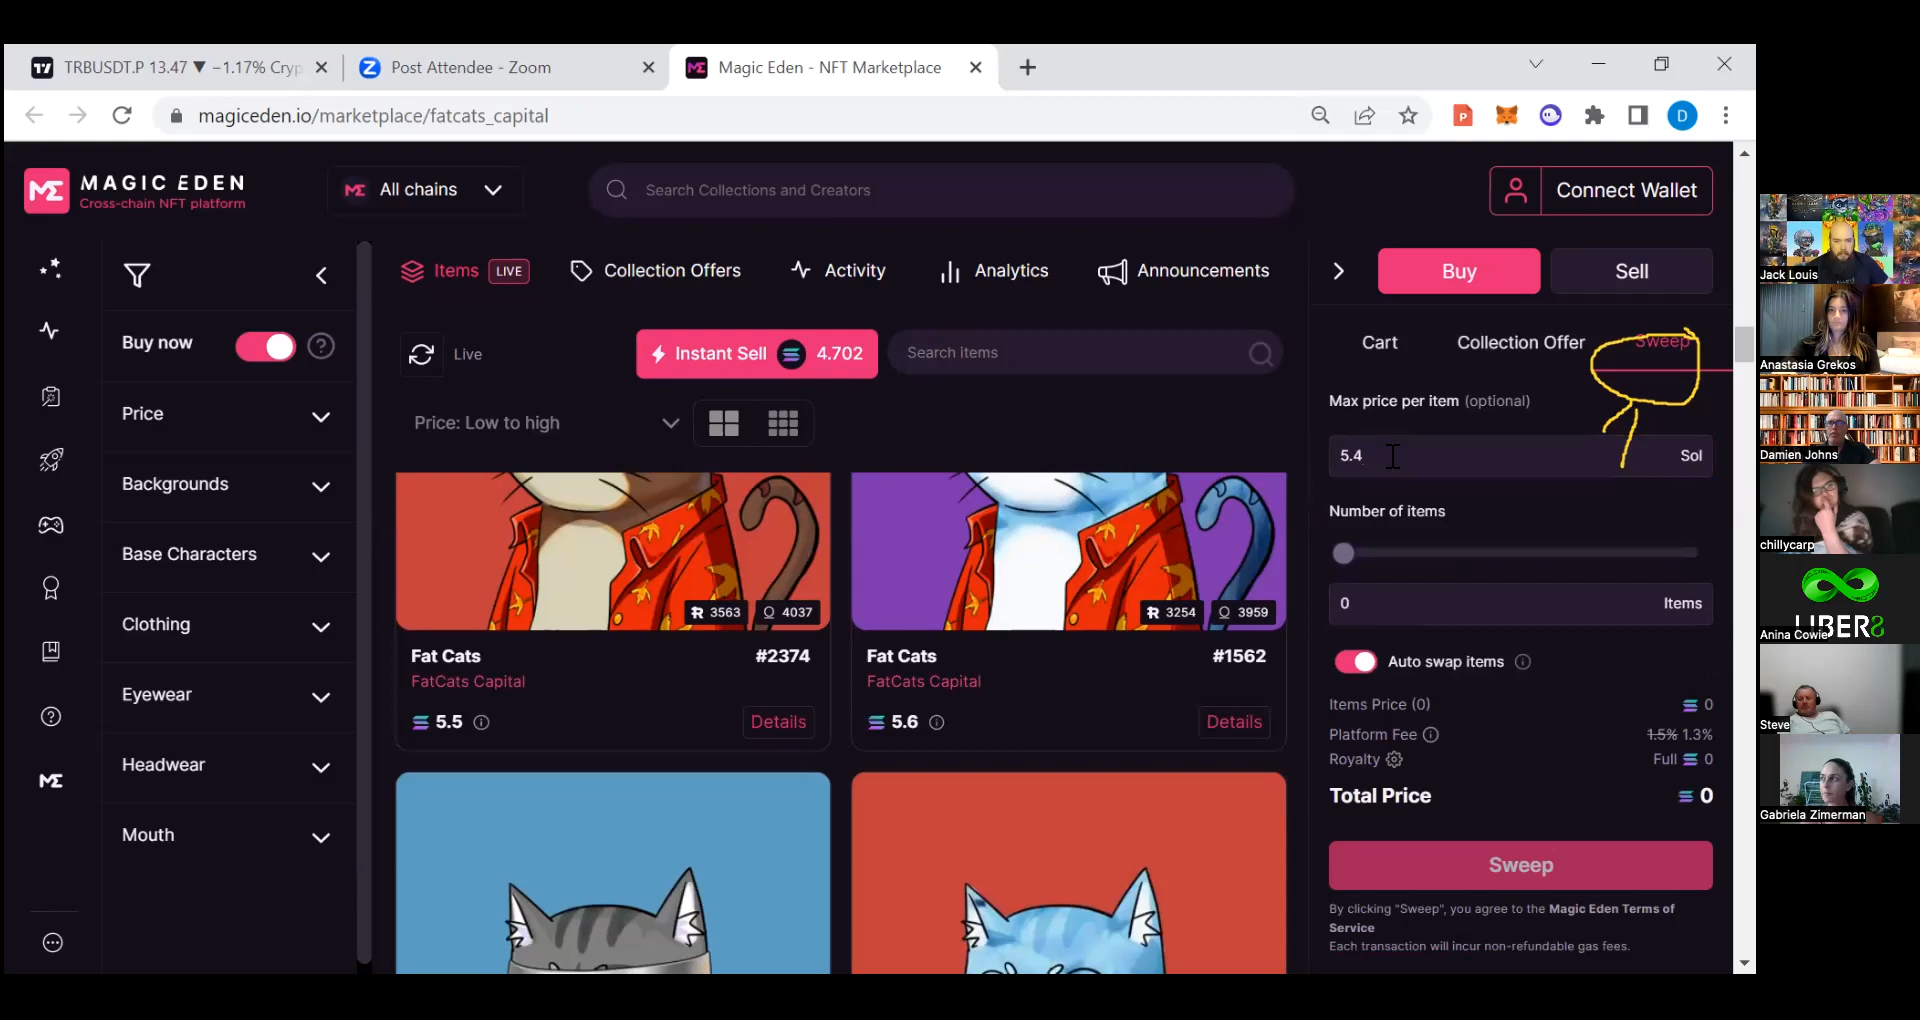 TRBUSDT.P 13.47 ▼ −1.17% Cryp
Post Attendee - Zoom
Magic Eden - NFT Marketplace
magiceden.io/marketplace/fatcats_capital
D
MAGIC EDEN
Cross-chain NFT platform
All chains
Search Collections and Creators
Connect Wallet
Items LIVE
Collection Offers
Activity
Analytics
Announcements
Buy
Sell
Buy now
Live
Instant Sell 4.702
Search items
Cart
Collection Offer
Sweep
Price: Low to high
Max price per item (optional)
5.4 Sol
Number of items
0 Items
Auto swap items
Items Price (0) 0
Platform Fee 1.5% 1.3%
Royalty Full 0
Total Price 0
Sweep
By clicking "Sweep", you agree to the Magic Eden Terms of
Service
Each transaction will incur non-refundable gas fees.
Price
Backgrounds
Base Characters
Clothing
Eyewear
Headwear
Mouth
3563 4037
Fat Cats #2374
FatCats Capital
5.5 Details
3254 3959
Fat Cats #1562
FatCats Capital
5.6 Details
Jack Louis
Anastasia Grekos
Damien Johns
chillycarp
LIBER8
Anina Cowie
Steve
Gabriela Zimerman